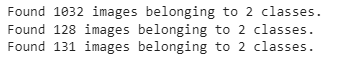 Found 1032 images belonging to 2 classes.
Found 128 images belonging to 2 classes.
Found 131 images belonging to 2 classes.